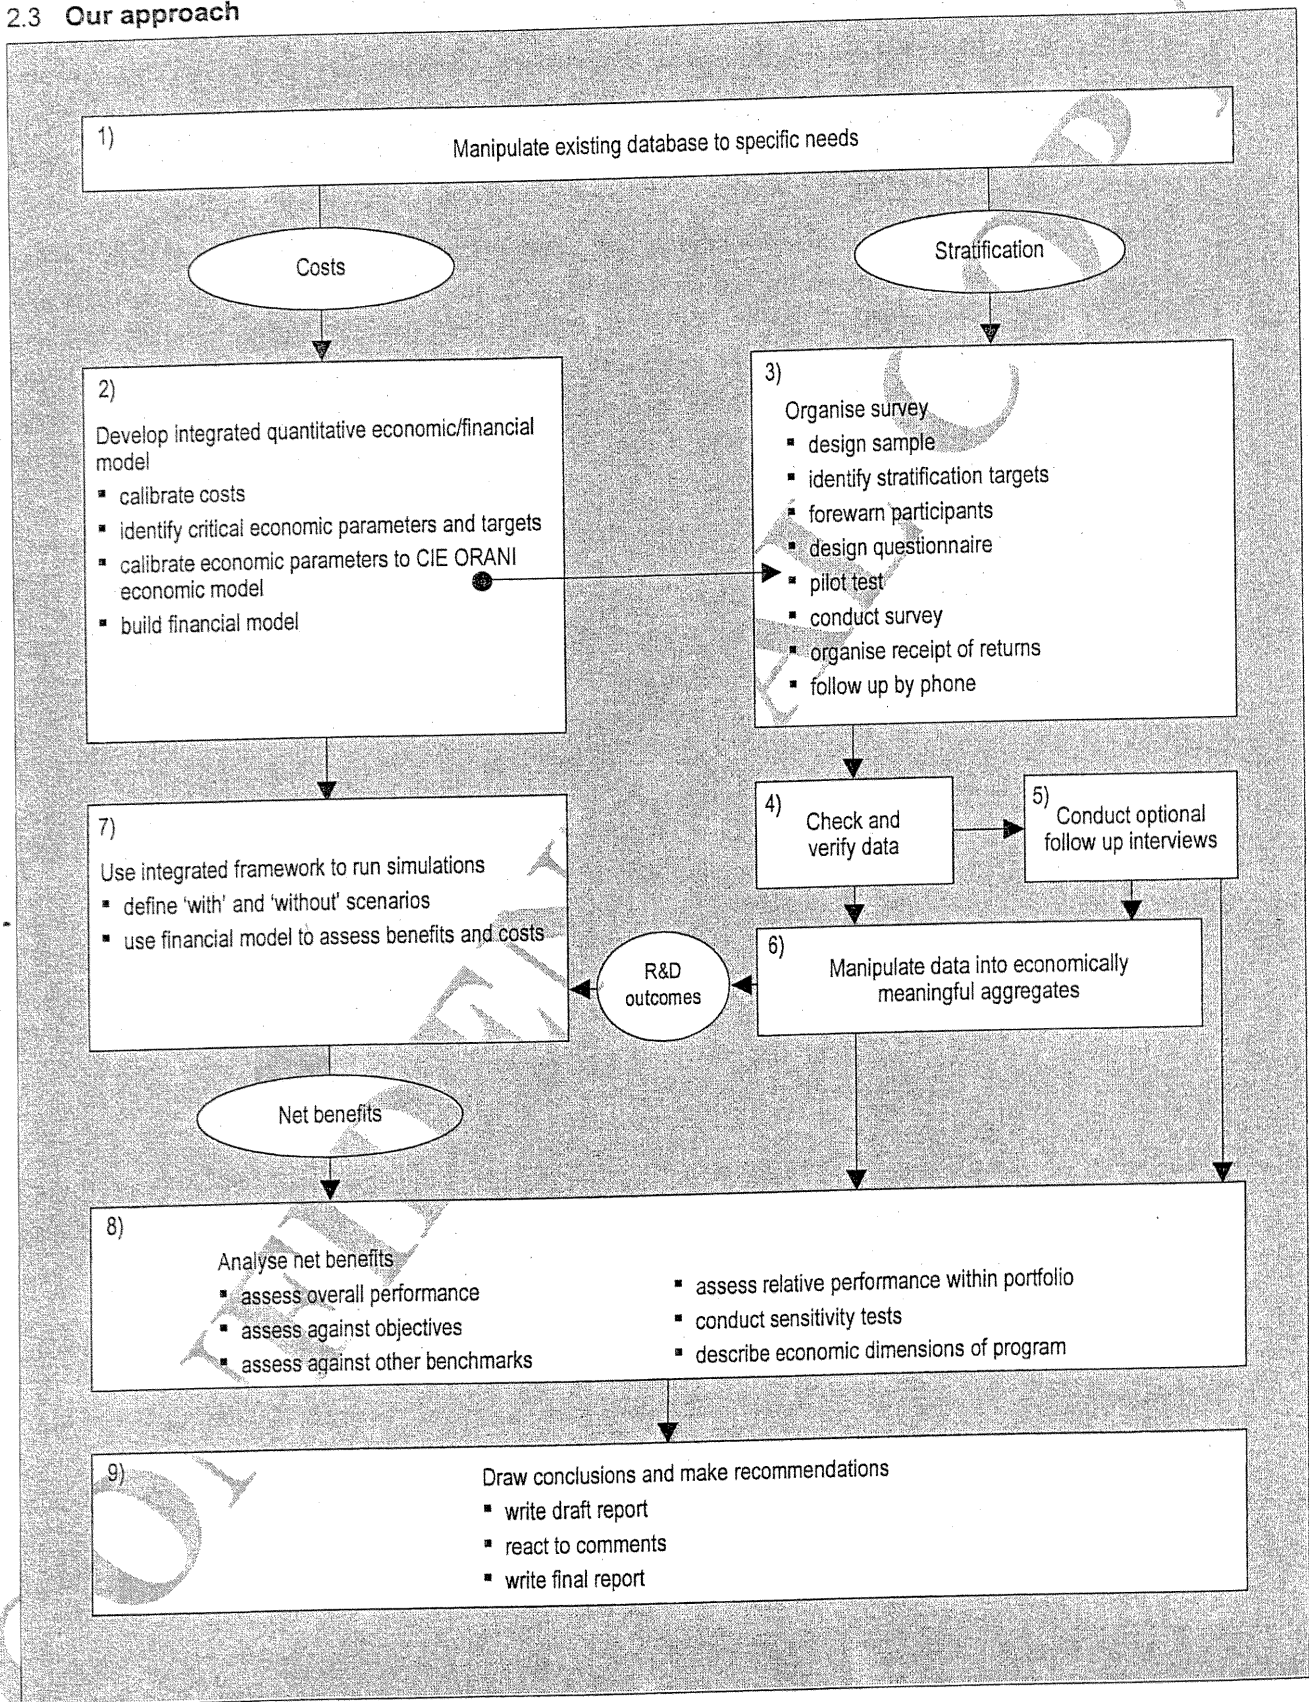 2.3 Our approach
1)
Manipulate existing database to specific needs
Costs
Stratification
2)
Develop integrated quantitative economic/financial
model
▪ calibrate costs
▪ identify critical economic parameters and targets
▪ calibrate economic parameters to CIE ORANI
economic model
▪ build financial model
3)
Organise survey
▪ design sample
▪ identify stratification targets
▪ forewarn participants
▪ design questionnaire
▪ pilot test
▪ conduct survey
▪ organise receipt of returns
▪ follow up by phone
4)
Check and
verify data
5)
Conduct optional
follow up interviews
7)
Use integrated framework to run simulations
▪ define ‘with’ and ‘without’ scenarios
▪ use financial model to assess benefits and costs
R&D
outcomes
6)
Manipulate data into economically
meaningful aggregates
Net benefits
8)
Analyse net benefits
▪ assess overall performance
▪ assess against objectives
▪ assess against other benchmarks
▪ assess relative performance within portfolio
▪ conduct sensitivity tests
▪ describe economic dimensions of program
9)
Draw conclusions and make recommendations
▪ write draft report
▪ react to comments
▪ write final report